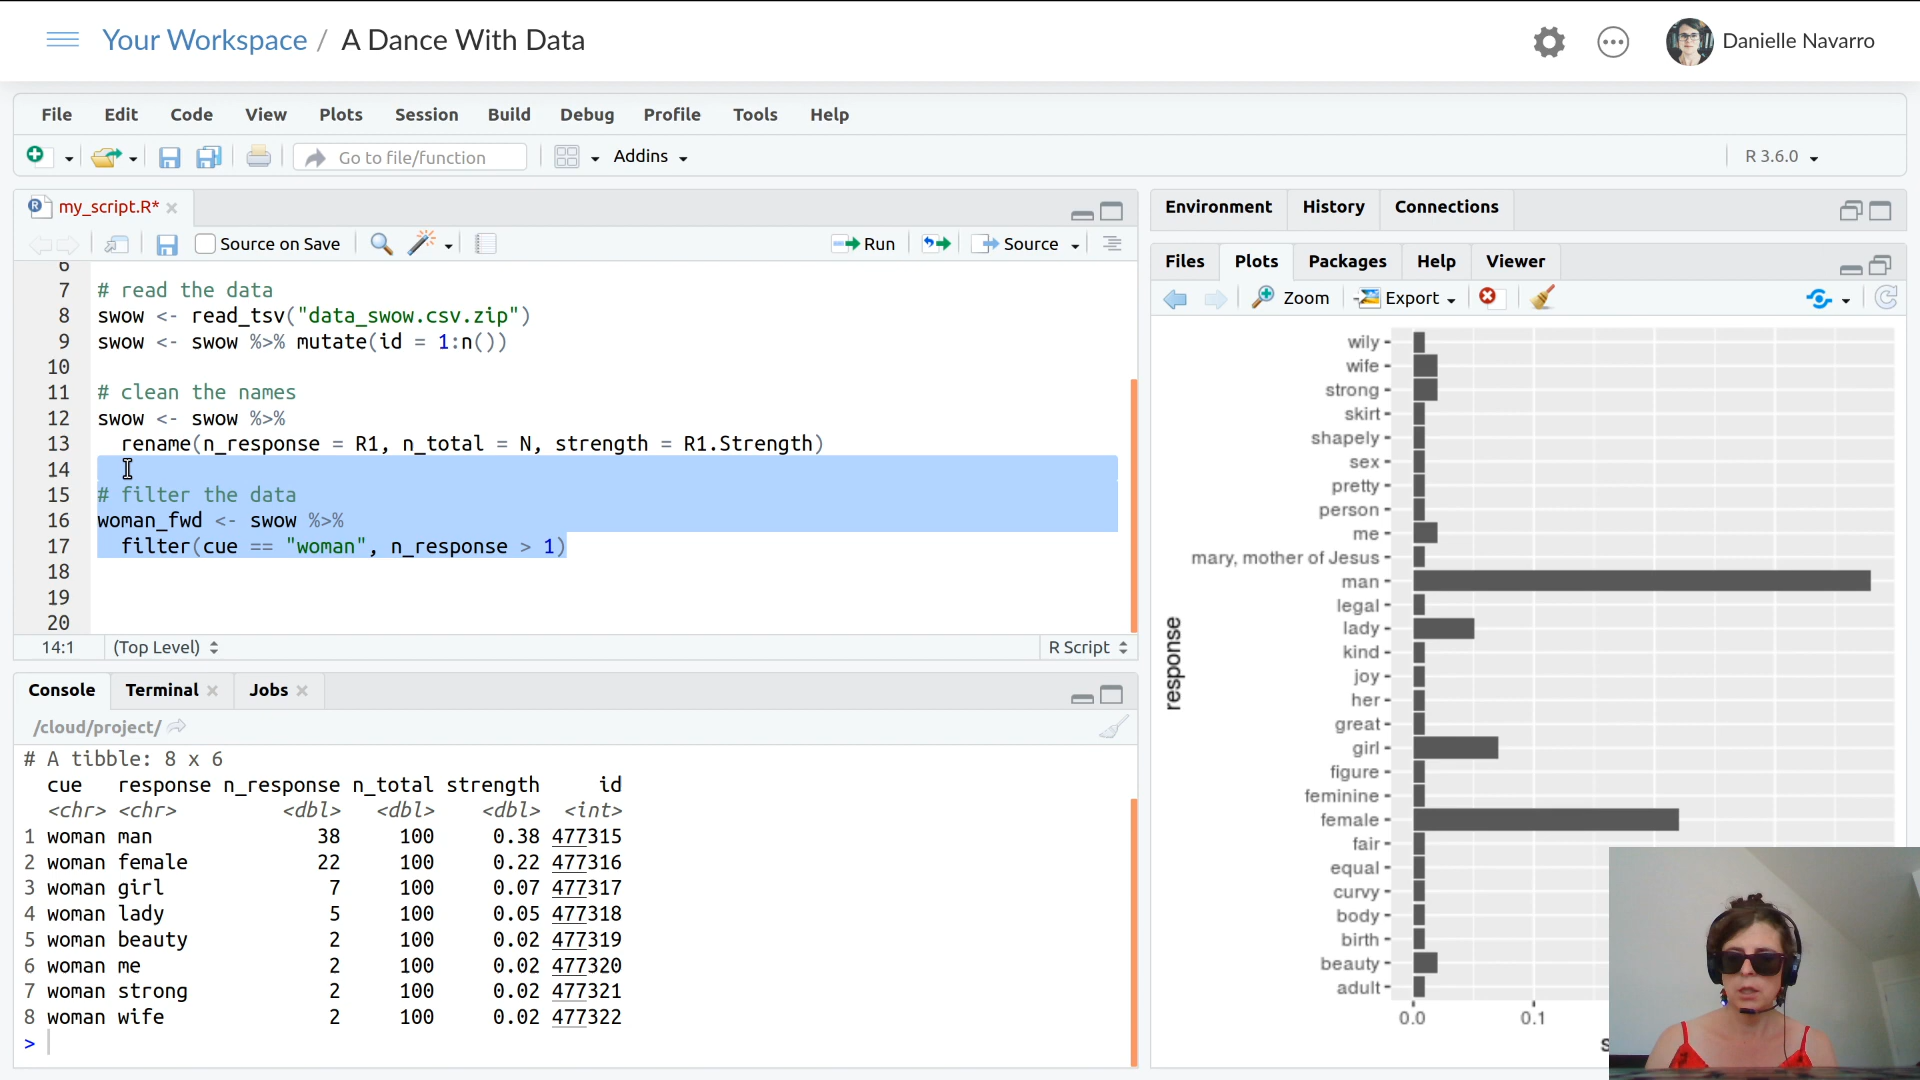 Your Workspace / A Dance With Data
Danielle Navarro
File Edit Code View Plots Session Build Debug Profile Tools Help
Go to file/function Addins R 3.6.0
my_script.R*
Source on Save Run Source
6
7 # read the data
8 swow <- read_tsv("data_swow.csv.zip")
9 swow <- swow %>% mutate(id = 1:n())
10
11 # clean the names
12 swow <- swow %>%
13 rename(n_response = R1, n_total = N, strength = R1.Strength)
14
15 # filter the data
16 woman_fwd <- swow %>%
17 filter(cue == "woman", n_response > 1)
18
19
20
14:1 (Top Level) R Script
Console Terminal Jobs
/cloud/project/
# A tibble: 8 x 6
cue response n_response n_total strength id
<chr> <chr> <dbl> <dbl> <dbl> <int>
1 woman man 38 100 0.38 477315
2 woman female 22 100 0.22 477316
3 woman girl 7 100 0.07 477317
4 woman lady 5 100 0.05 477318
5 woman beauty 2 100 0.02 477319
6 woman me 2 100 0.02 477320
7 woman strong 2 100 0.02 477321
8 woman wife 2 100 0.02 477322
>
Environment History Connections
Files Plots Packages Help Viewer
Zoom Export
response
wily
wife
strong
skirt
shapely
sex
pretty
person
me
mary, mother of Jesus
man
legal
lady
kind
joy
her
great
girl
figure
feminine
female
fair
equal
curvy
body
birth
beauty
adult
0.0 0.1